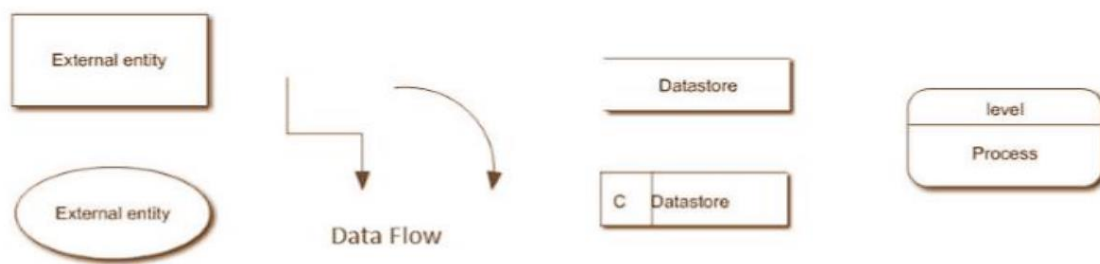 External entity
External entity
Data Flow
Datastore
C Datastore
level
Process